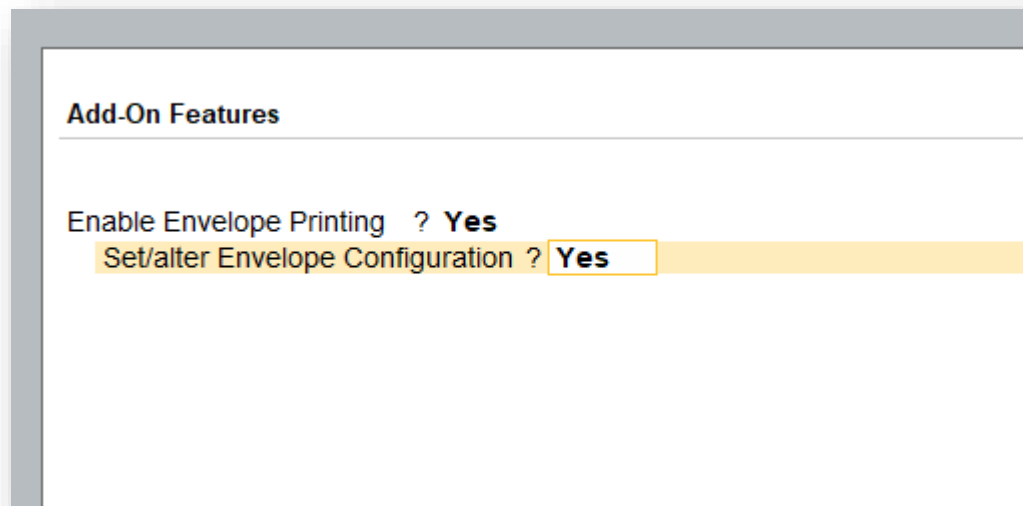 Add-On Features
Enable Envelope Printing ? Yes
Set/alter Envelope Configuration ? Yes